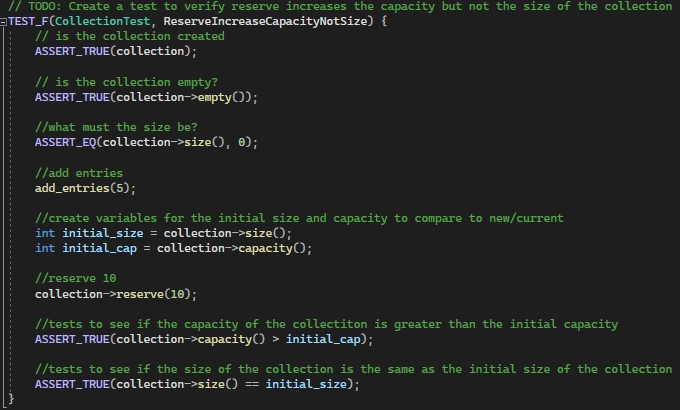 // TODO: Create a test to verify reserve increases the capacity but not the size of the collection
TEST_F(CollectionTest, ReserveIncreaseCapacityNotSize) {
// is the collection created
ASSERT_TRUE(collection);
// is the collection empty?
ASSERT_TRUE(collection->empty());
//what must the size be?
ASSERT_EQ(collection->size(), 0);
//add entries
add_entries(5);
//create variables for the initial size and capacity to compare to new/current
int initial_size = collection->size();
int initial_cap = collection->capacity();
//reserve 10
collection->reserve(10);
//tests to see if the capacity of the collectiton is greater than the initial capacity
ASSERT_TRUE(collection->capacity() > initial_cap);
//tests to see if the size of the collection is the same as the initial size of the collection
ASSERT_TRUE(collection->size() == initial_size);
}